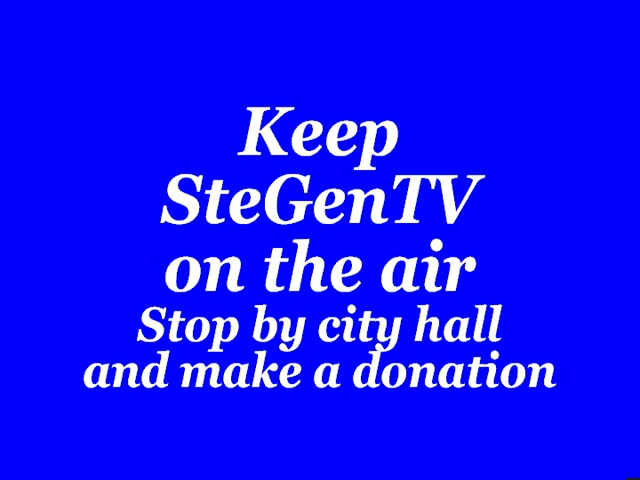 Keep
SteGenTV
on the air
Stop by city hall
and make a donation